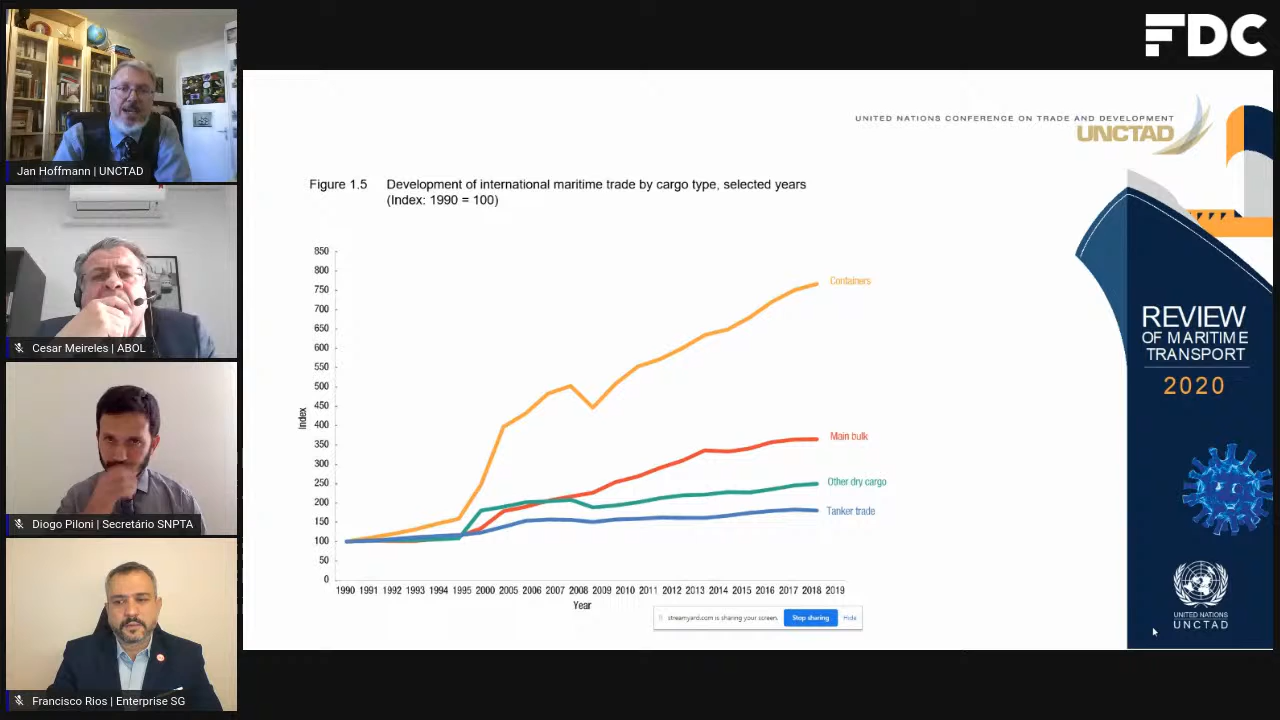 FDC
Jan Hoffmann | UNCTAD
Cesar Meireles | ABOL
Diogo Piloni | Secretário SNPTA
Francisco Rios | Enterprise SG
UNITED NATIONS CONFERENCE ON TRADE AND DEVELOPMENT
UNCTAD
Figure 1.5 Development of international maritime trade by cargo type, selected years
(Index: 1990 = 100)
850
800
750
700
650
600
550
500
450
400
350
300
250
200
150
100
50
0
Index
Containers
Main bulk
Other dry cargo
Tanker trade
1990 1991 1992 1993 1994 1995 2000 2005 2006 2007 2008 2009 2010 2011 2012 2013 2014 2015 2016 2017 2018 2019
Year
streamyard.com is sharing your screen. Stop sharing Hide
REVIEW
OF MARITIME
TRANSPORT
2020
UNITED NATIONS
UNCTAD